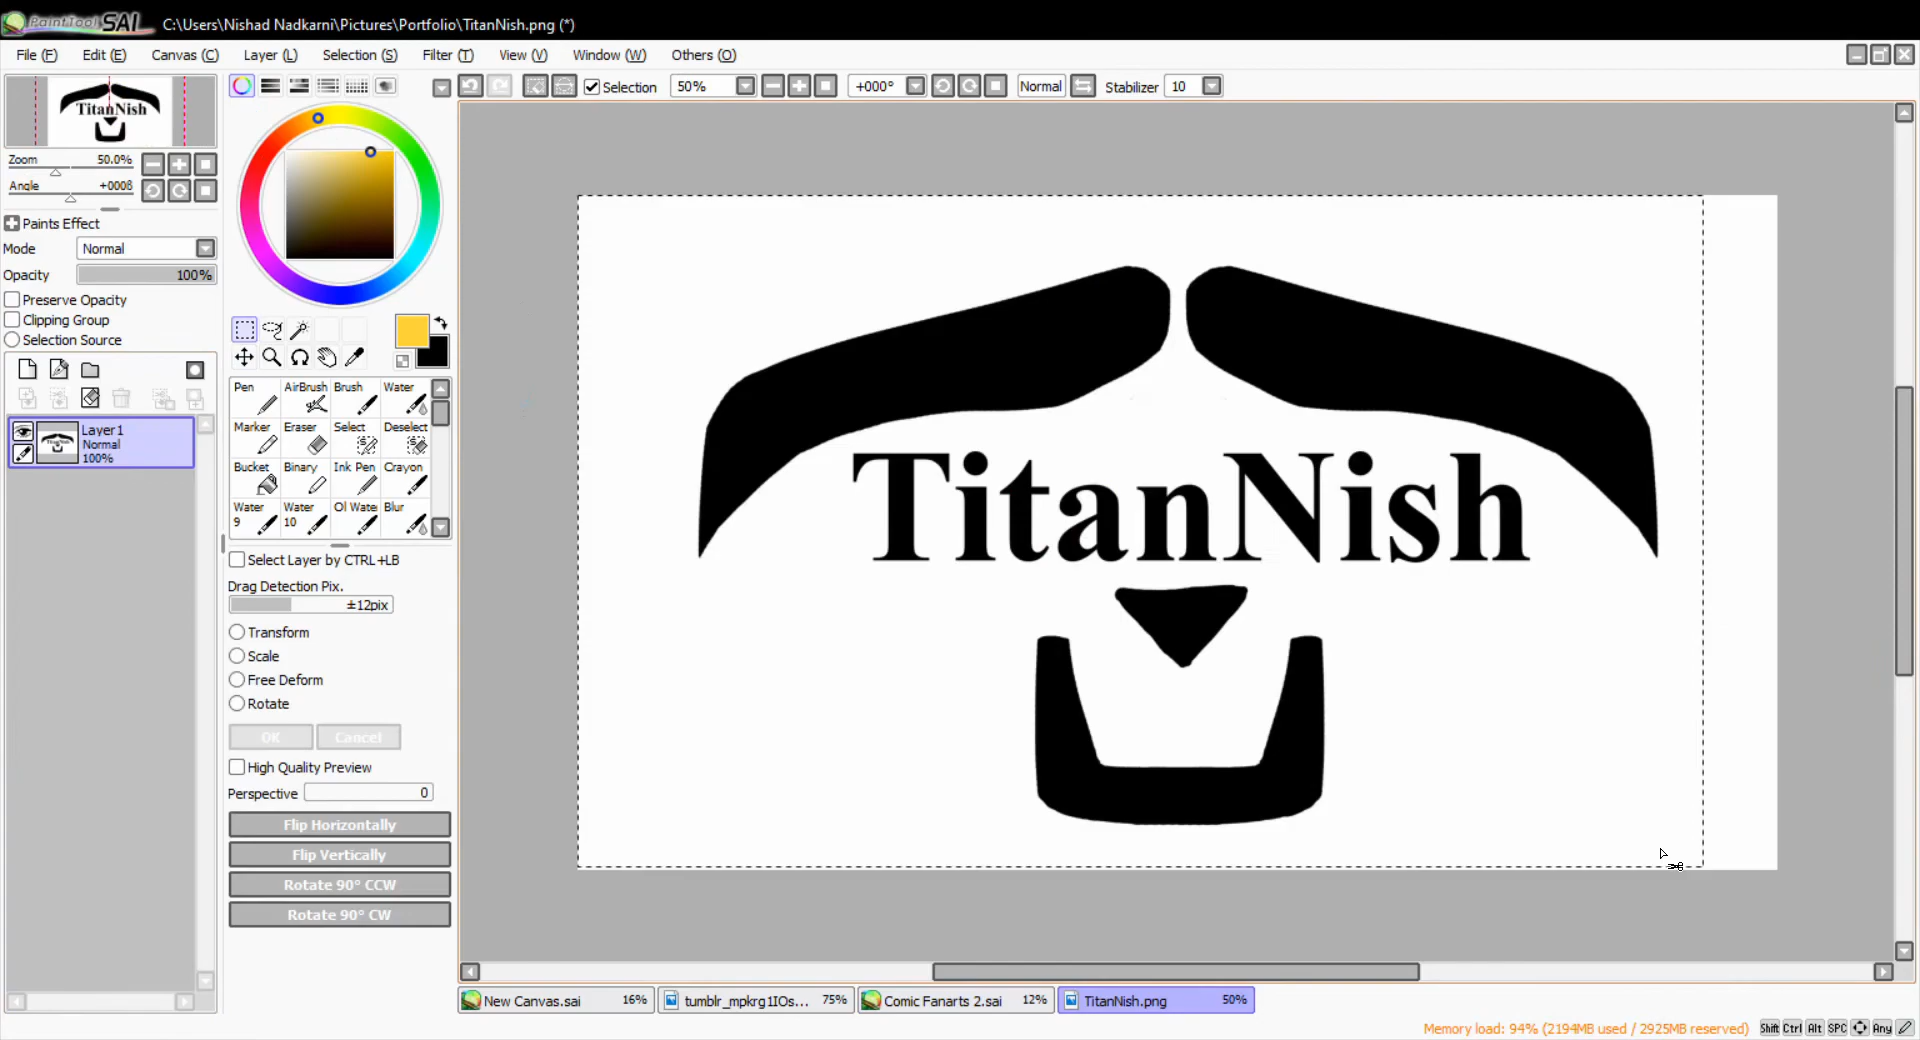 PaintTool SAI C:\Users\Nishad Nadkarni\Pictures\Portfolio\TitanNish.png (*)
File (F) Edit (E) Canvas (C) Layer (L) Selection (S) Filter (T) View (V) Window (W) Others (O)
Selection 50% +000° Normal Stabilizer 10
TitanNish
Zoom 50.0%
Angle +000
Paints Effect
Mode Normal
Opacity 100%
Preserve Opacity
Clipping Group
Selection Source
Layer1
Normal
100%
Pen AirBrush Brush Water
Marker Eraser Select Deselect
Bucket Binary Ink Pen Crayon
Water 9 Water 10 Ol Wate Blur
Select Layer by CTRL+LB
Drag Detection Pix.
±12pix
Transform
Scale
Free Deform
Rotate
OK Cancel
High Quality Preview
Perspective 0
Flip Horizontally
Flip Vertically
Rotate 90° CCW
Rotate 90° CW
TitanNish
New Canvas.sai 16% tumblr_mpkrg1IOs... 75% Comic Fanarts 2.sai 12% TitanNish.png 50%
Memory load: 94% (2194MB used / 2925MB reserved) Shift Ctrl Alt SPC Any